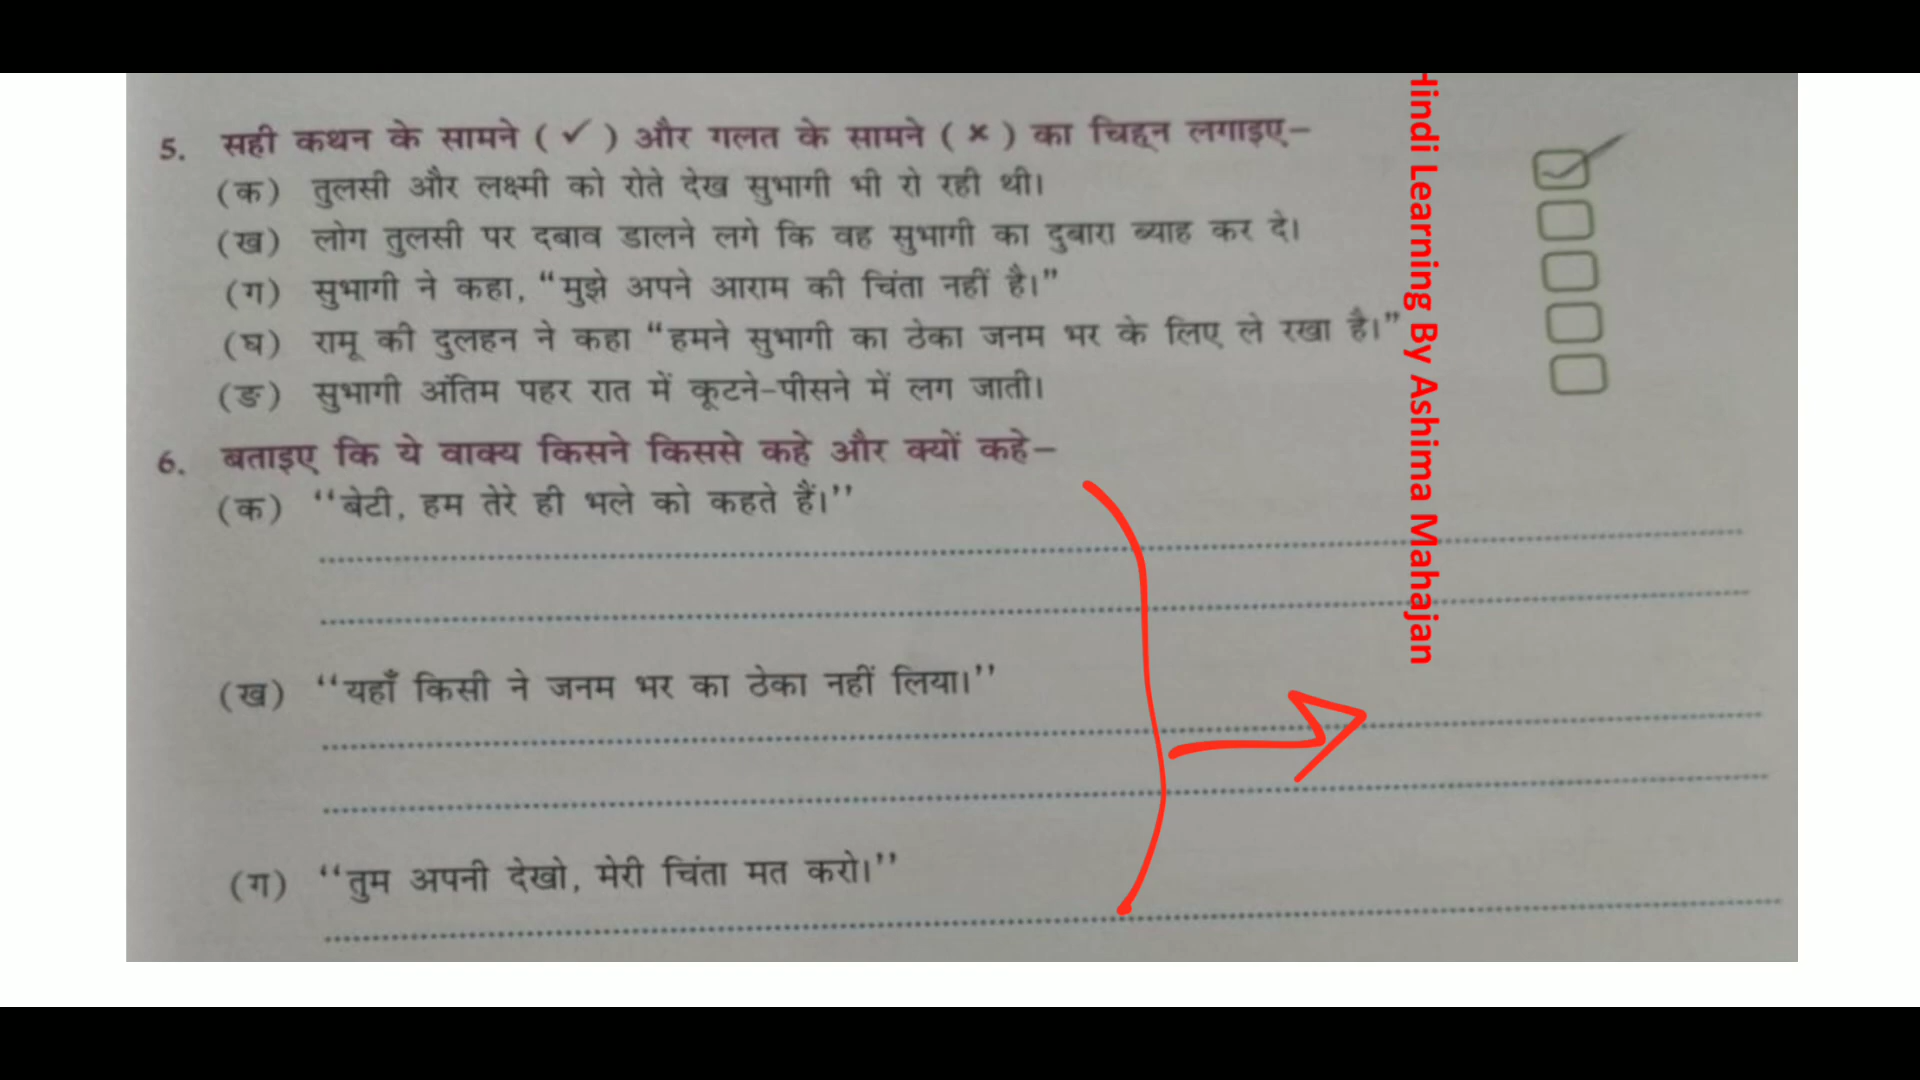 5. सही कथन के सामने ( ✓ ) और गलत के सामने ( × ) का चिह्न लगाइए–
(क) तुलसी और लक्ष्मी को रोते देख सुभागी भी रो रही थी।
(ख) लोग तुलसी पर दबाव डालने लगे कि वह सुभागी का दुबारा ब्याह कर दे।
(ग) सुभागी ने कहा, “मुझे अपने आराम की चिंता नहीं है।”
(घ) रामू की दुलहन ने कहा “हमने सुभागी का ठेका जनम भर के लिए ले रखा है।”
(ङ) सुभागी अंतिम पहर रात में कूटने-पीसने में लग जाती।
6. बताइए कि ये वाक्य किसने किससे कहे और क्यों कहे–
(क) ‘‘बेटी, हम तेरे ही भले को कहते हैं।’’
(ख) ‘‘यहाँ किसी ने जनम भर का ठेका नहीं लिया।’’
(ग) ‘‘तुम अपनी देखो, मेरी चिंता मत करो।’’
Hindi Learning By Ashima Mahajan